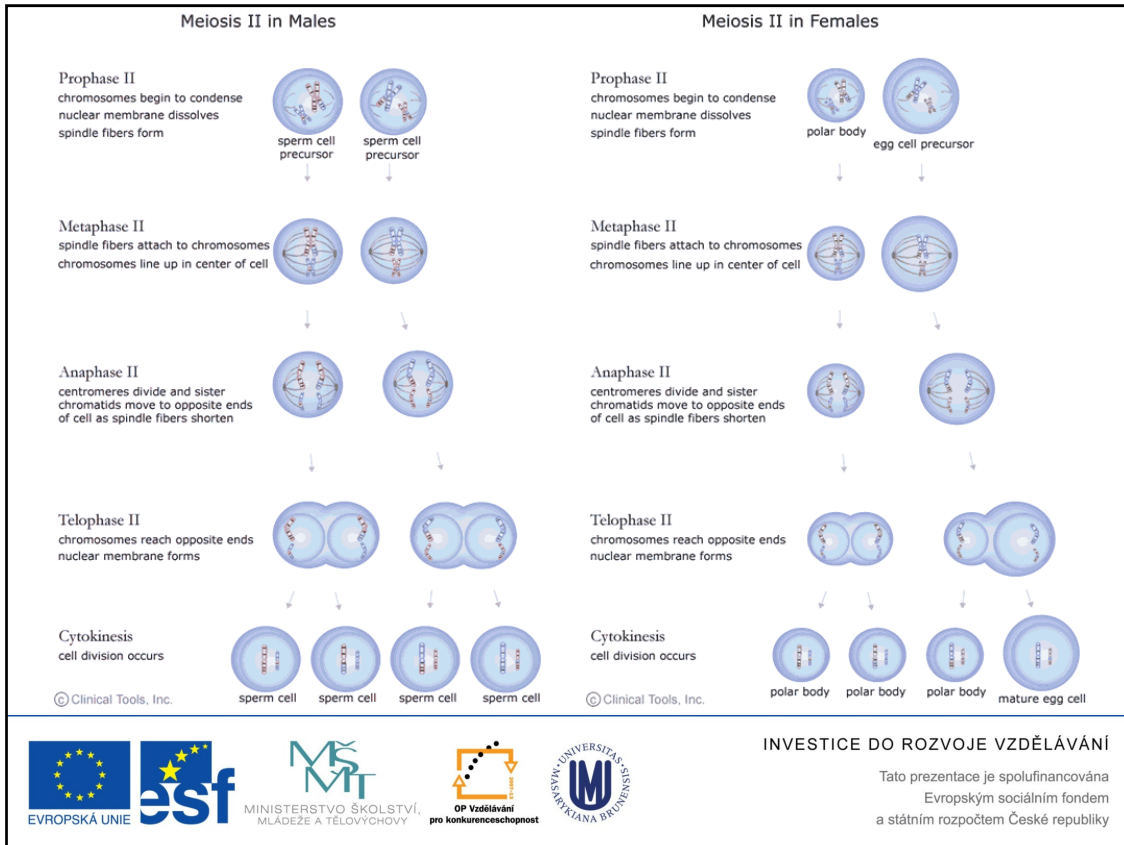 Meiosis II in Males
Prophase II
chromosomes begin to condense
nuclear membrane dissolves
spindle fibers form
sperm cell
precursor
sperm cell
precursor
Metaphase II
spindle fibers attach to chromosomes
chromosomes line up in center of cell
Anaphase II
centromeres divide and sister
chromatids move to opposite ends
of cell as spindle fibers shorten
Telophase II
chromosomes reach opposite ends
nuclear membrane forms
Cytokinesis
cell division occurs
sperm cell
sperm cell
sperm cell
sperm cell
© Clinical Tools, Inc.
Meiosis II in Females
Prophase II
chromosomes begin to condense
nuclear membrane dissolves
spindle fibers form
polar body
egg cell precursor
Metaphase II
spindle fibers attach to chromosomes
chromosomes line up in center of cell
Anaphase II
centromeres divide and sister
chromatids move to opposite ends
of cell as spindle fibers shorten
Telophase II
chromosomes reach opposite ends
nuclear membrane forms
Cytokinesis
cell division occurs
polar body
polar body
polar body
mature egg cell
© Clinical Tools, Inc.
EVROPSKÁ UNIE
esf
MŠMT
MINISTERSTVO ŠKOLSTVÍ,
MLÁDEŽE A TĚLOVÝCHOVY
2007-13
OP Vzdělávání
pro konkurenceschopnost
UNIVERSITAS MASARYKIANA BRUNENSIS
INVESTICE DO ROZVOJE VZDĚLÁVÁNÍ
Tato prezentace je spolufinancována
Evropským sociálním fondem
a státním rozpočtem České republiky